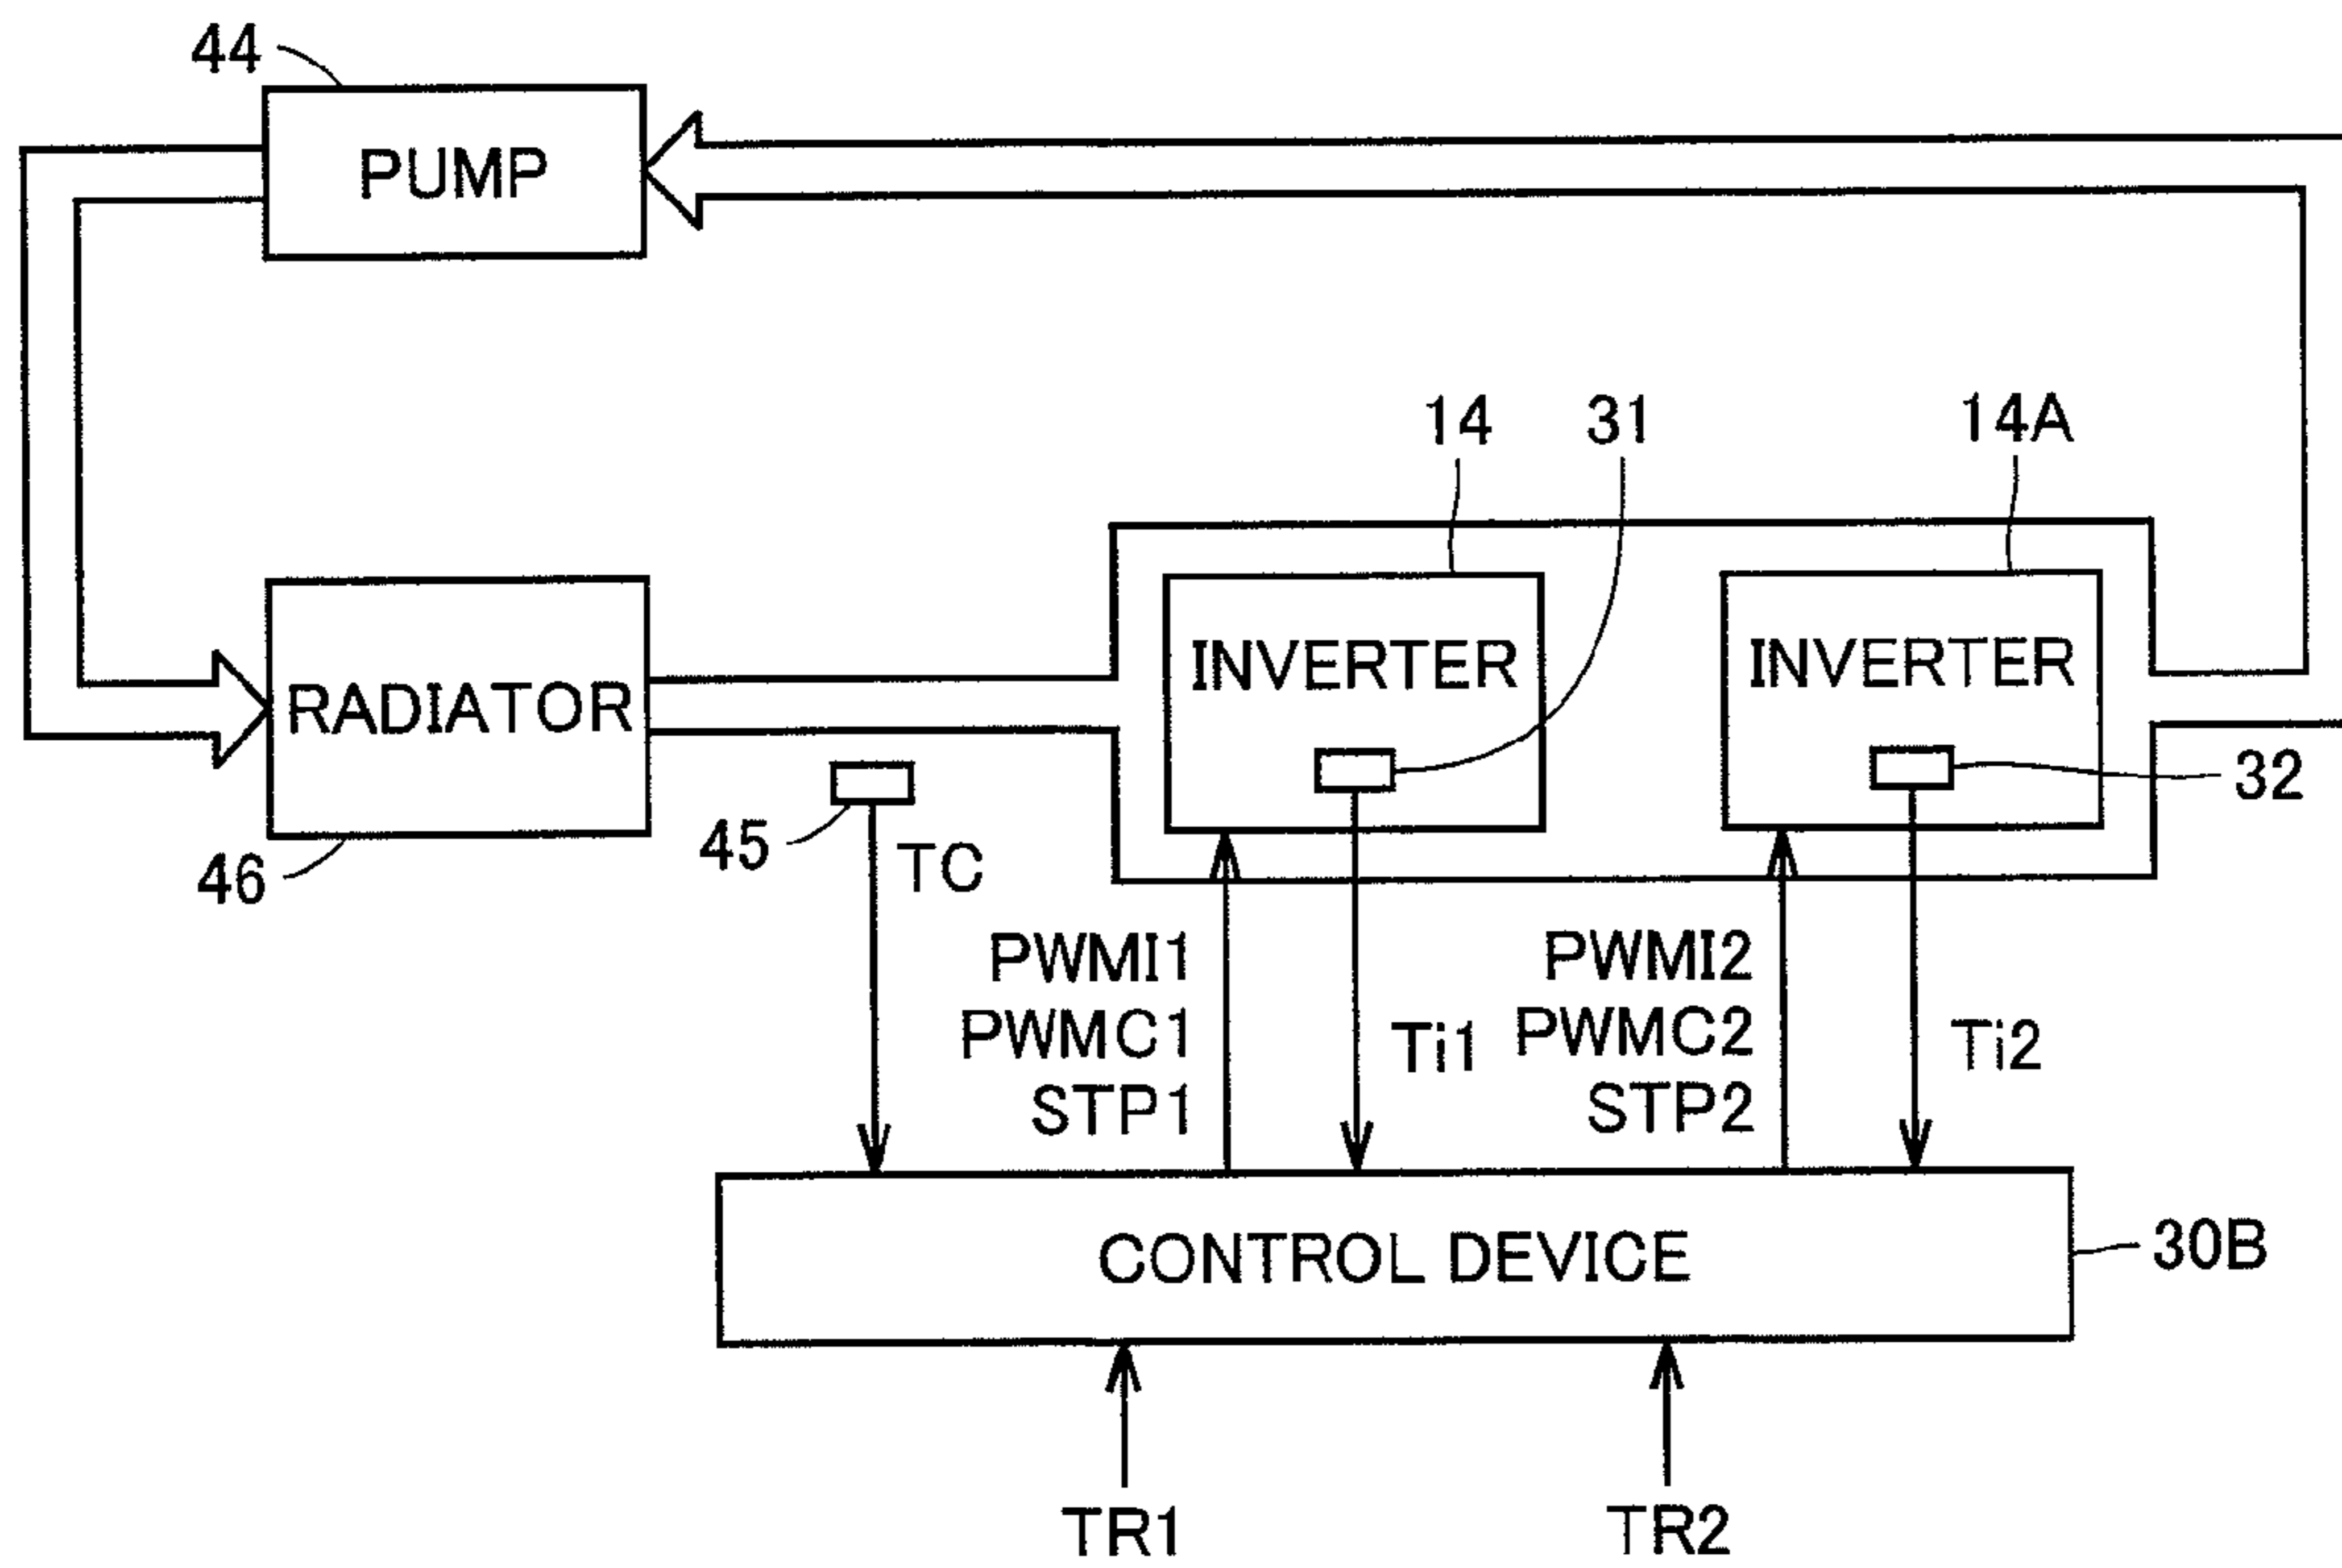 44
PUMP
14
31
14A
INVERTER
INVERTER
RADIATOR
32
45
TC
46
PWMI1
PWMC1
STP1
Ti1
PWMI2
PWMC2
STP2
Ti2
CONTROL DEVICE
30B
TR1
TR2